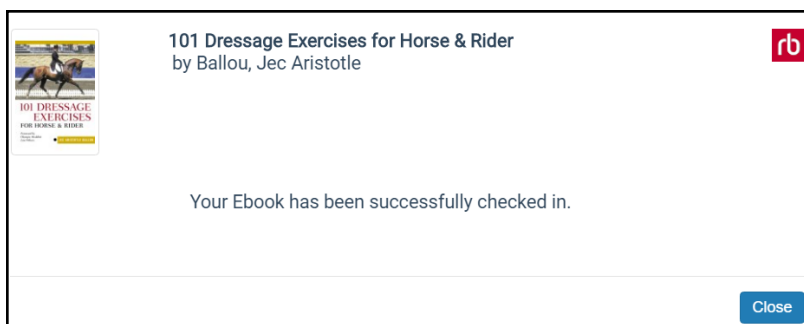 101 Dressage Exercises for Horse & Rider
by Ballou, Jec Aristotle
rb
101 DRESSAGE
EXERCISES
FOR HORSE & RIDER
Your Ebook has been successfully checked in.
Close